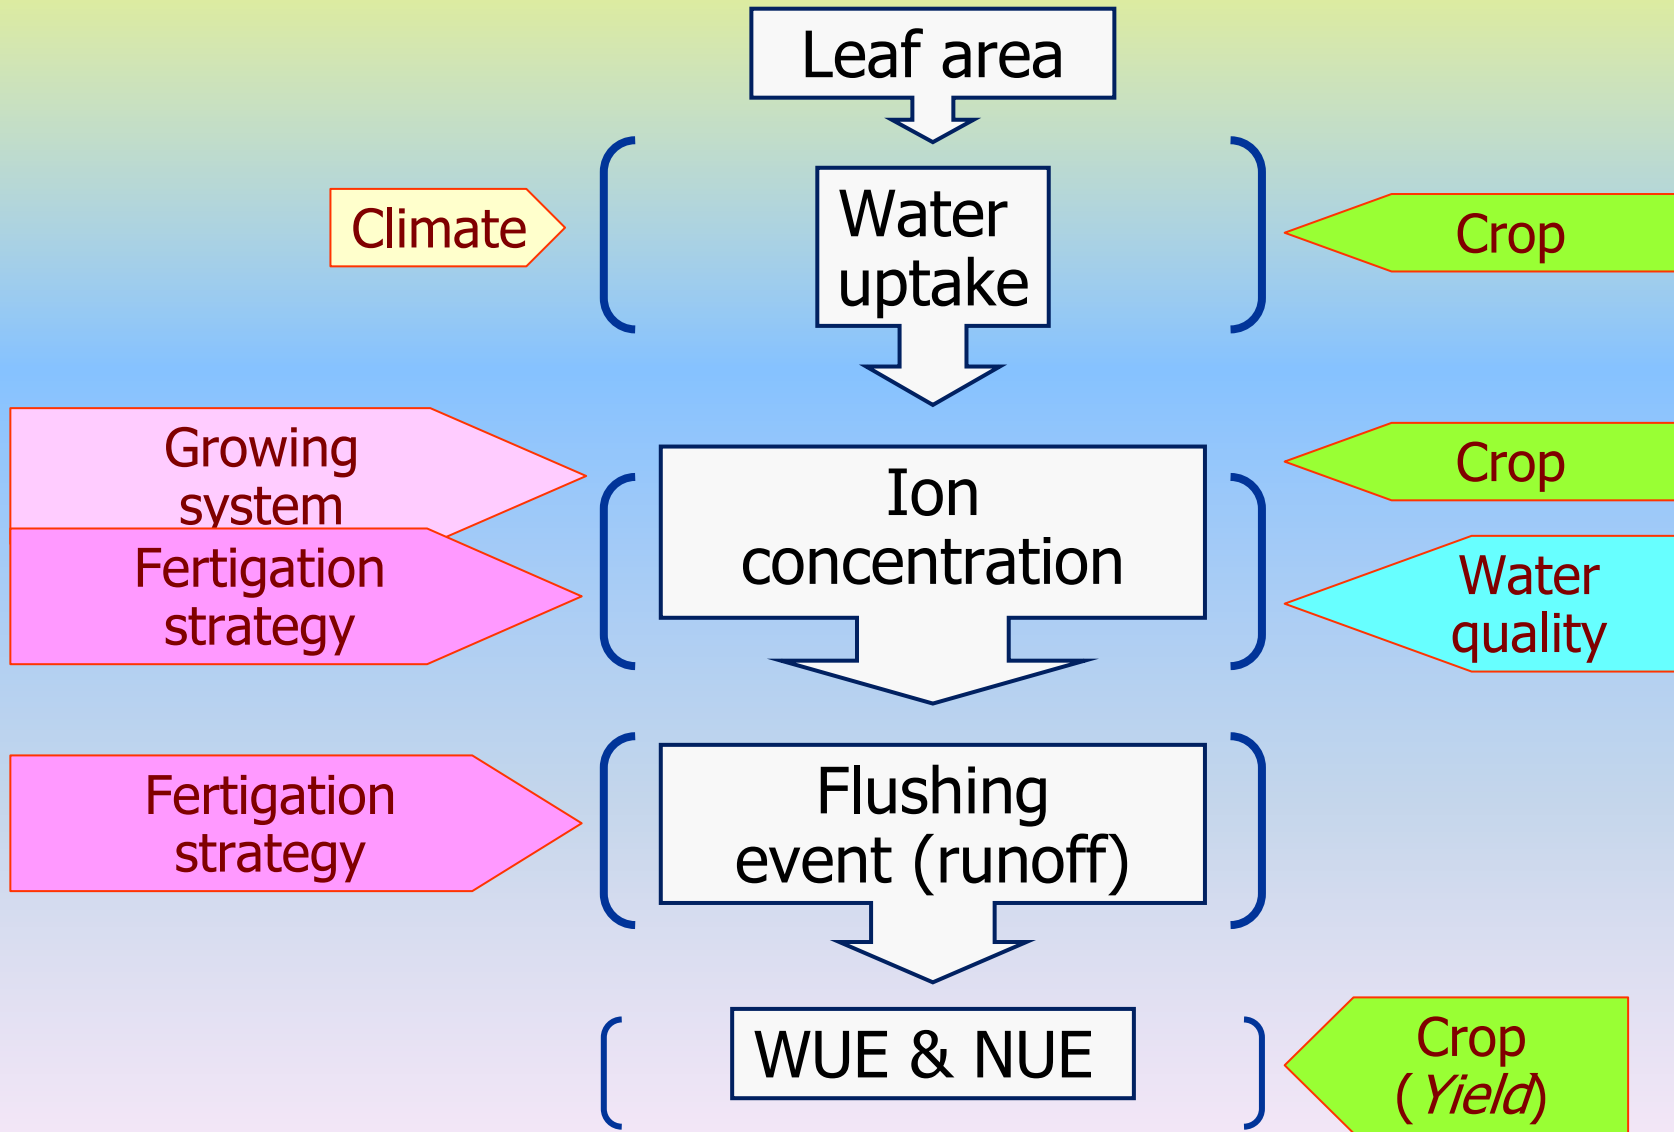 Leaf area
Climate
Water
uptake
Crop
Growing
system
Fertigation
strategy
Ion
concentration
Crop
Water
quality
Fertigation
strategy
Flushing
event (runoff)
WUE & NUE
Crop
(Yield)